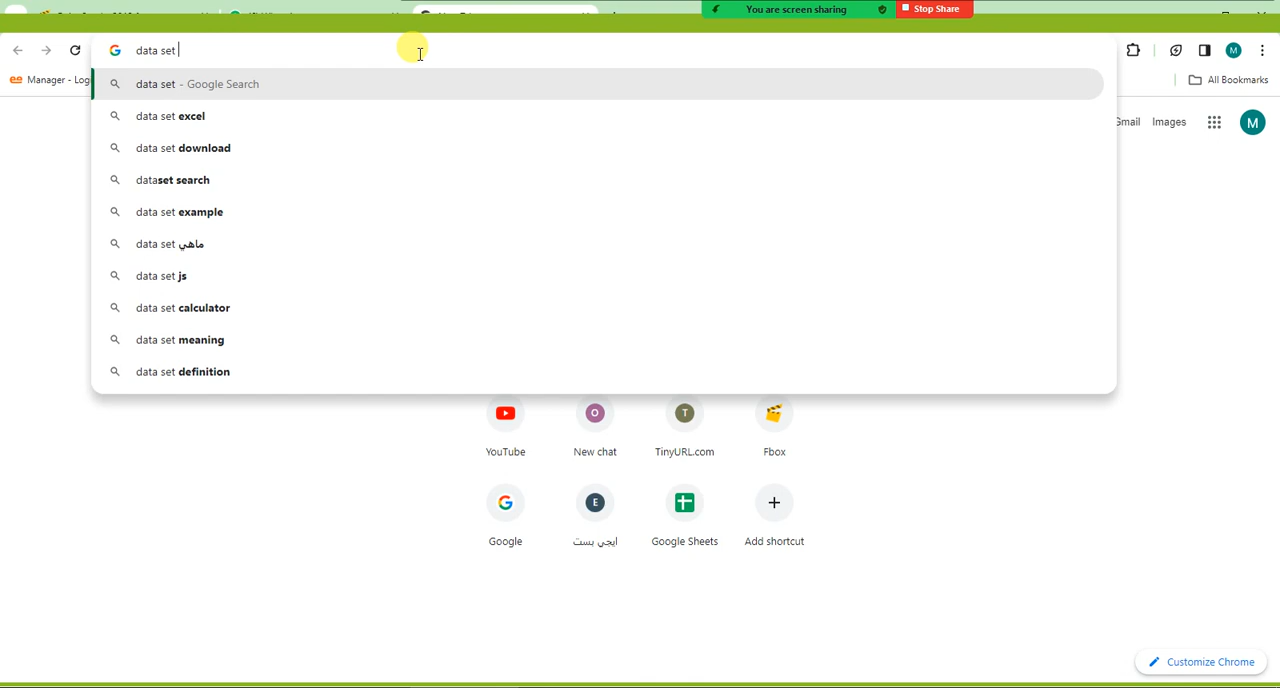 You are screen sharing
Stop Share
data set
Manager - Log
All Bookmarks
data set - Google Search
data set excel
data set download
dataset search
data set example
data set ماهي
data set js
data set calculator
data set meaning
data set definition
Gmail Images
M
M
O
T
YouTube New chat TinyURL.com Fbox
E
Google ايجي بست Google Sheets Add shortcut
Customize Chrome